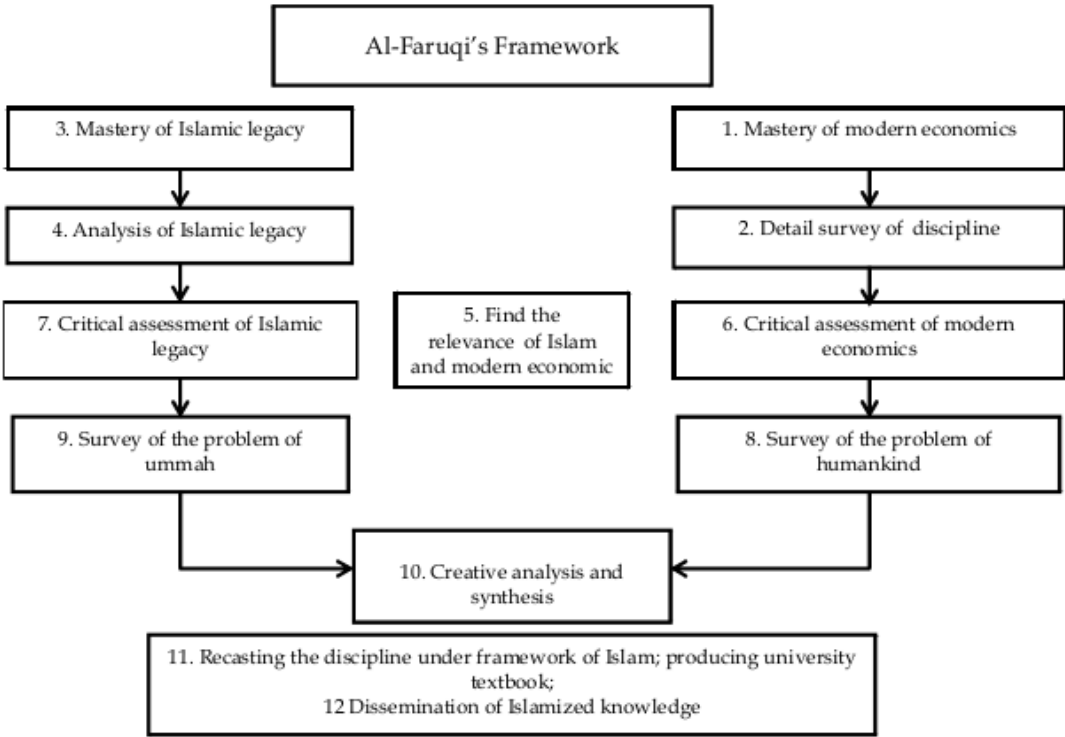 Al-Faruqi's Framework
3. Mastery of Islamic legacy
1. Mastery of modern economics
4. Analysis of Islamic legacy
2. Detail survey of discipline
7. Critical assessment of Islamic
legacy
5. Find the
relevance of Islam
and modern economic
6. Critical assessment of modern
economics
9. Survey of the problem of
ummah
8. Survey of the problem of
humankind
10. Creative analysis and
synthesis
11. Recasting the discipline under framework of Islam; producing university
textbook;
12 Dissemination of Islamized knowledge